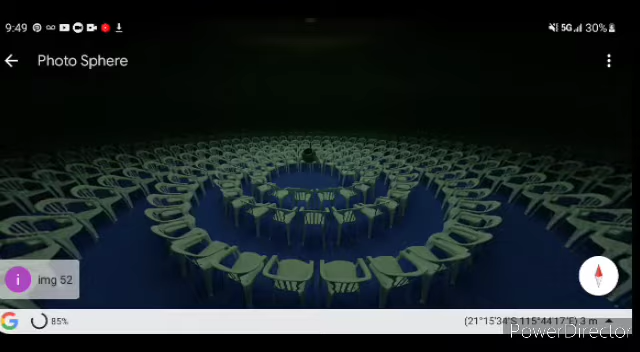 9:49
5G 30%
Photo Sphere
i img 52
85%
(21°15'34"S,115°44'17"E) 3 m
PowerDirector